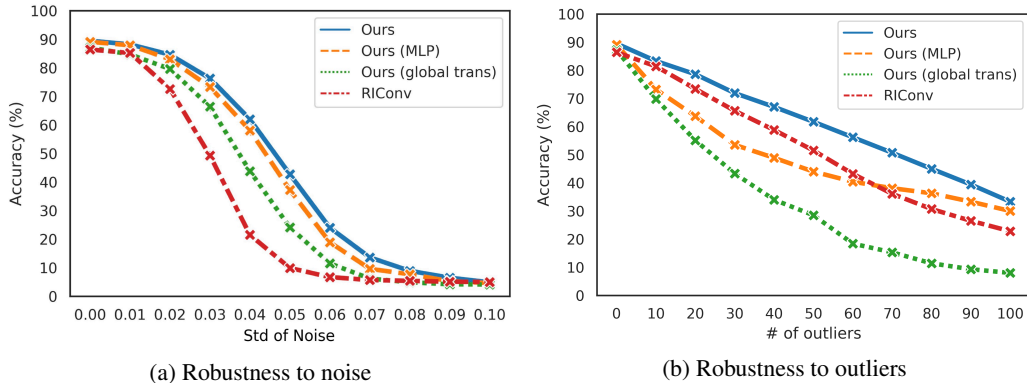 100
90
80
70
60
50
40
30
20
10
0
Accuracy (%)
Ours
Ours (MLP)
Ours (global trans)
RIConv
0.00 0.01 0.02 0.03 0.04 0.05 0.06 0.07 0.08 0.09 0.10
Std of Noise
(a) Robustness to noise
100
90
80
70
60
50
40
30
20
10
0
Accuracy (%)
Ours
Ours (MLP)
Ours (global trans)
RIConv
0 10 20 30 40 50 60 70 80 90 100
# of outliers
(b) Robustness to outliers